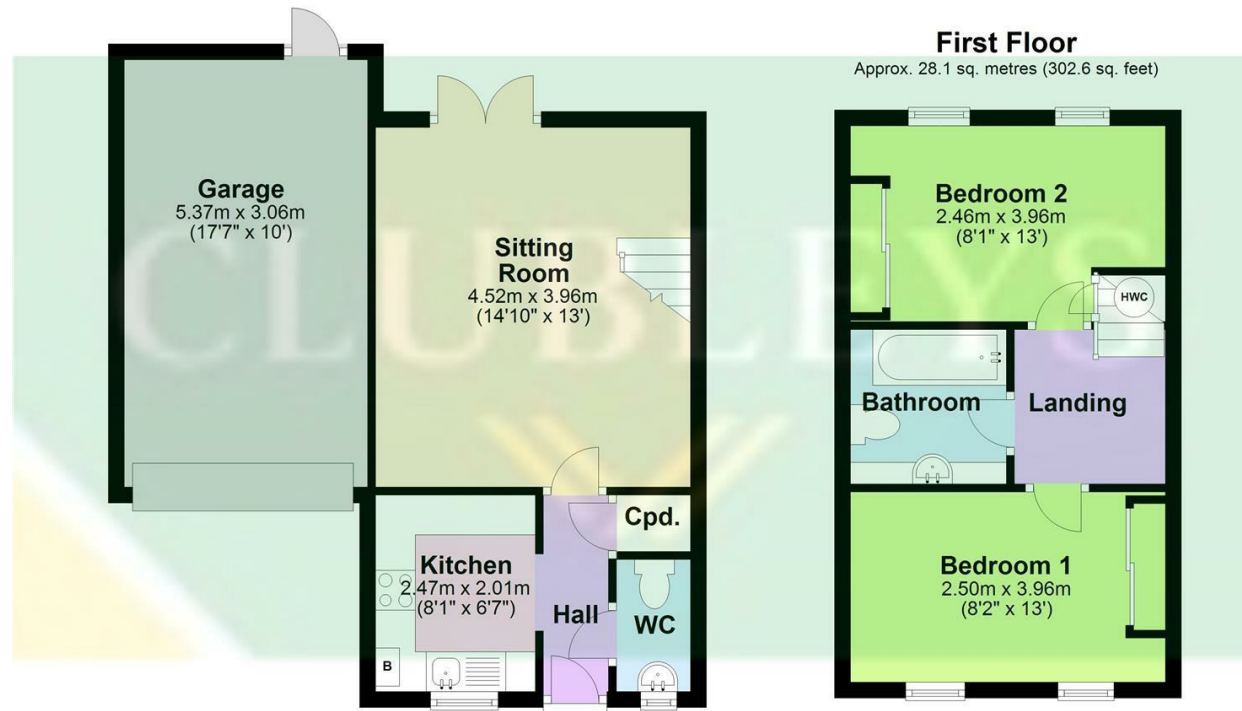 First Floor
Approx. 28.1 sq. metres (302.6 sq. feet)
Garage
5.37m x 3.06m
(17'7" x 10')
Sitting
Room
4.52m x 3.96m
(14'10" x 13')
Kitchen
2.47m x 2.01m
(8'1" x 6'7")
B
Hall
Cpd.
WC
Bedroom 2
2.46m x 3.96m
(8'1" x 13')
HWC
Bathroom
Landing
Bedroom 1
2.50m x 3.96m
(8'2" x 13')
CLUBLEYS